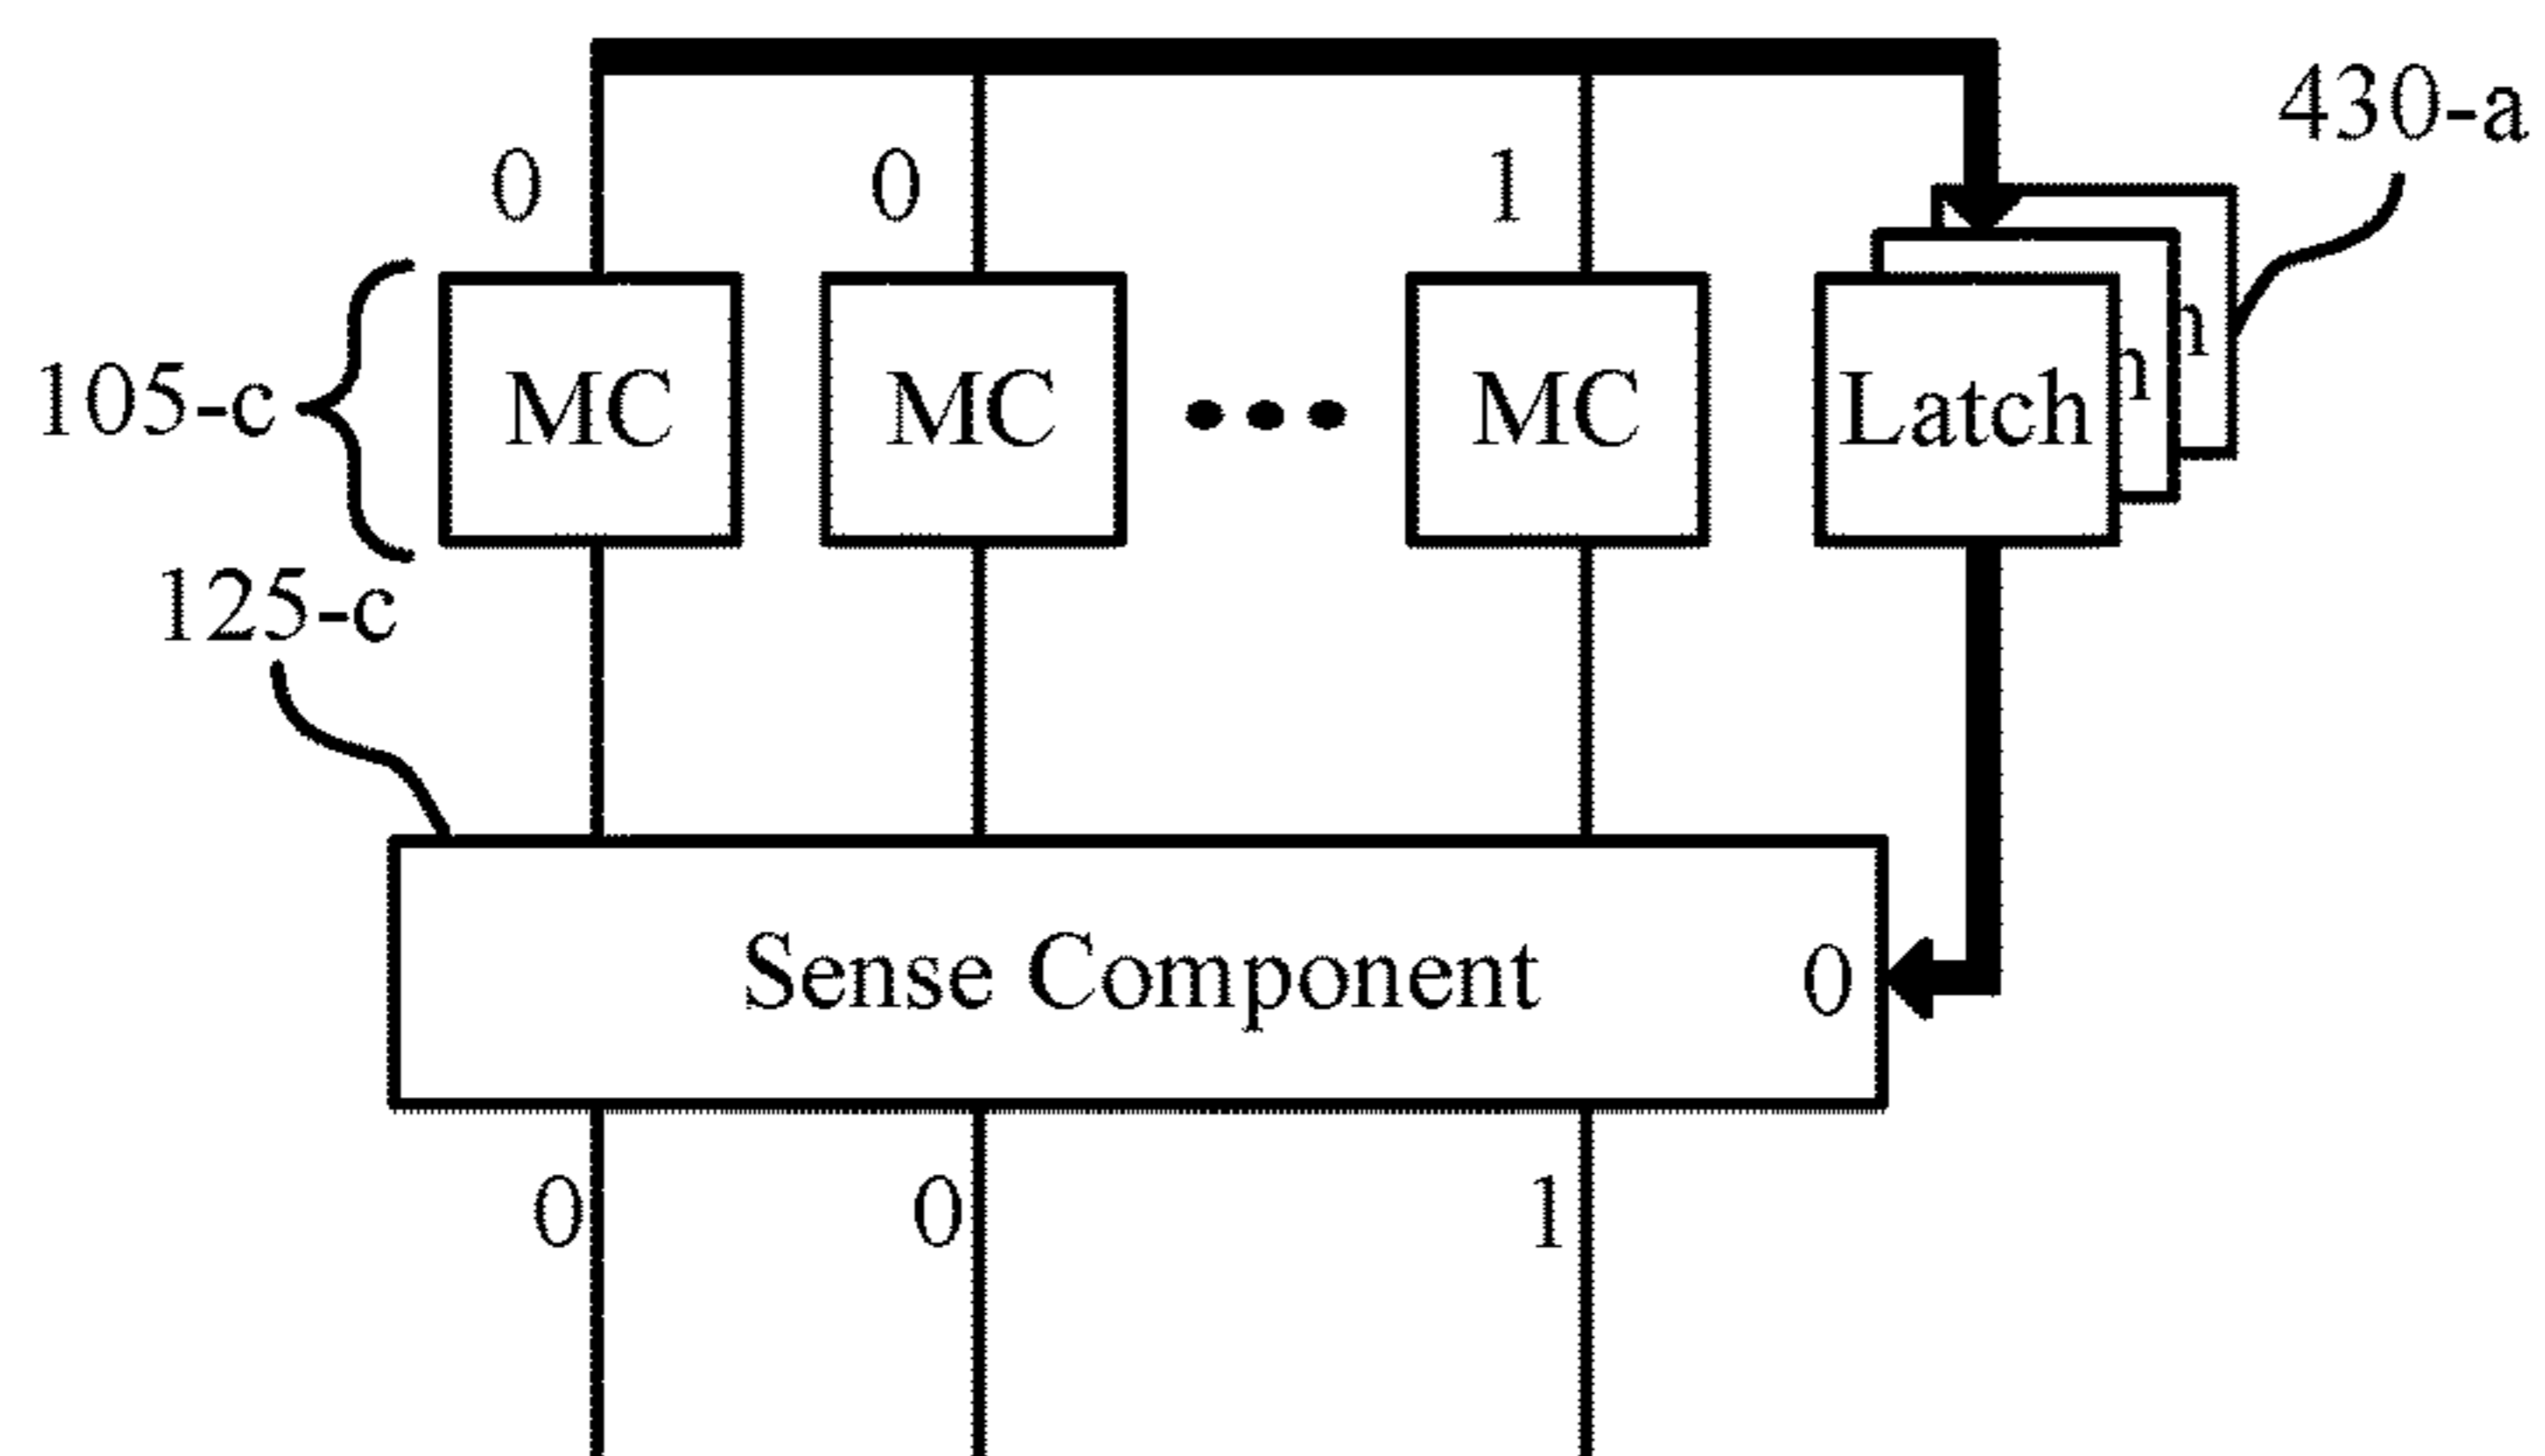 430-a
0 0 1
105-c MC MC ••• MC Latch h h
125-c
Sense Component 0
0 0 1